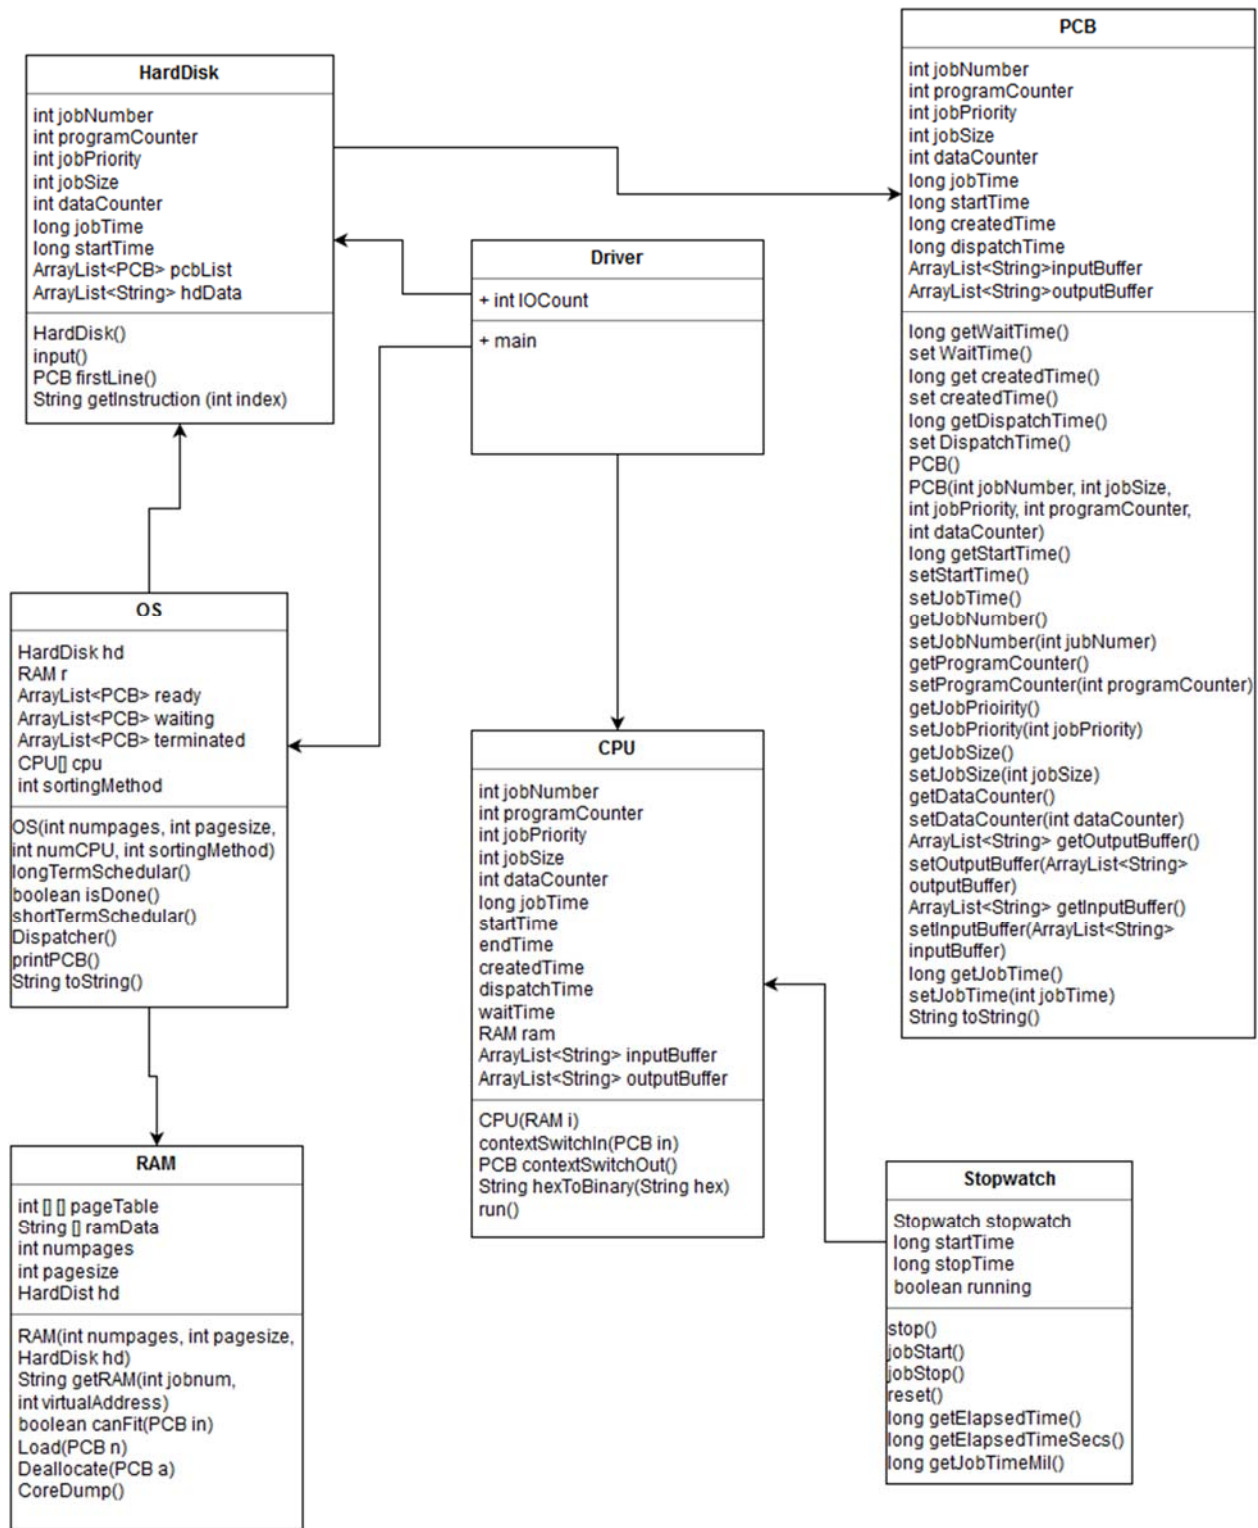 HardDisk
int jobNumber
int programCounter
int jobPriority
int jobSize
int dataCounter
long jobTime
long startTime
ArrayList<PCB> pcbList
ArrayList<String> hdData
HardDisk()
input()
PCB firstLine()
String getInstruction (int index)
Driver
+ int IOCount
+ main
PCB
int jobNumber
int programCounter
int jobPriority
int jobSize
int dataCounter
long jobTime
long startTime
long createdTime
long dispatchTime
ArrayList<String>inputBuffer
ArrayList<String>outputBuffer
long getWaitTime()
set WaitTime()
long get createdTime()
set createdTime()
long getDispatchTime()
set DispatchTime()
PCB()
PCB(int jobNumber, int jobSize,
int jobPriority, int programCounter,
int dataCounter)
long getStartTime()
setStartTime()
setJobTime()
getJobNumber()
setJobNumber(int jubNumer)
getProgramCounter()
setProgramCounter(int programCounter)
getJobPrioirity()
setJobPriority(int jobPriority)
getJobSize()
setJobSize(int jobSize)
getDataCounter()
setDataCounter(int dataCounter)
ArrayList<String> getOutputBuffer()
setOutputBuffer(ArrayList<String>
outputBuffer)
ArrayList<String> getInputBuffer()
setInputBuffer(ArrayList<String>
inputBuffer)
long getJobTime()
setJobTime(int jobTime)
String toString()
OS
HardDisk hd
RAM r
ArrayList<PCB> ready
ArrayList<PCB> waiting
ArrayList<PCB> terminated
CPU[] cpu
int sortingMethod
OS(int numpages, int pagesize,
int numCPU, int sortingMethod)
longTermSchedular()
boolean isDone()
shortTermSchedular()
Dispatcher()
printPCB()
String toString()
CPU
int jobNumber
int programCounter
int jobPriority
int jobSize
int dataCounter
long jobTime
startTime
endTime
createdTime
dispatchTime
waitTime
RAM ram
ArrayList<String> inputBuffer
ArrayList<String> outputBuffer
CPU(RAM i)
contextSwitchIn(PCB in)
PCB contextSwitchOut()
String hexToBinary(String hex)
run()
RAM
int [] [] pageTable
String [] ramData
int numpages
int pagesize
HardDist hd
RAM(int numpages, int pagesize,
HardDisk hd)
String getRAM(int jobnum,
int virtualAddress)
boolean canFit(PCB in)
Load(PCB n)
Deallocate(PCB a)
CoreDump()
Stopwatch
Stopwatch stopwatch
long startTime
long stopTime
boolean running
stop()
jobStart()
jobStop()
reset()
long getElapsedTime()
long getElapsedTimeSecs()
long getJobTimeMil()